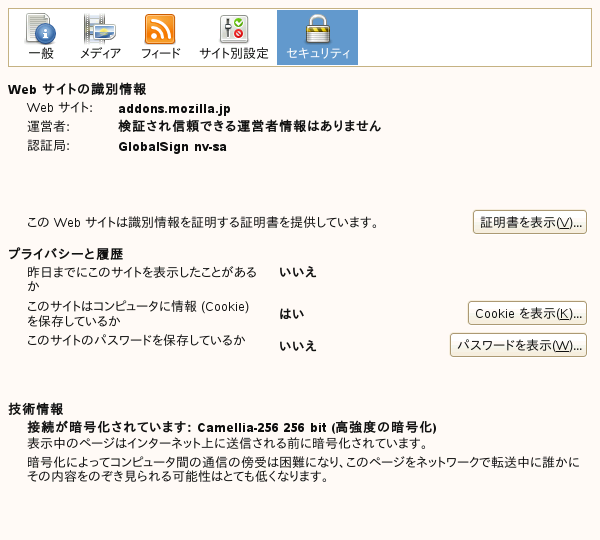 一般 メディア フィード サイト別設定 セキュリティ
Web サイトの識別情報
Web サイト: addons.mozilla.jp
運営者: 検証され信頼できる運営者情報はありません
認証局: GlobalSign nv-sa
この Web サイトは識別情報を証明する証明書を提供しています。 証明書を表示(V)...
プライバシーと履歴
昨日までにこのサイトを表示したことがある いいえ
か
このサイトはコンピュータに情報 (Cookie)
を保存しているか はい Cookie を表示(K)...
このサイトのパスワードを保存しているか いいえ パスワードを表示(W)...
技術情報
接続が暗号化されています: Camellia-256 256 bit (高強度の暗号化)
表示中のページはインターネット上に送信される前に暗号化されています。
暗号化によってコンピュータ間の通信の傍受は困難になり、このページをネットワークで転送中に誰かに
その内容をのぞき見られる可能性はとても低くなります。